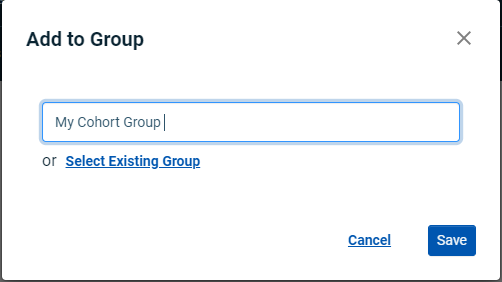 Add to Group
My Cohort Group
or Select Existing Group
Cancel Save